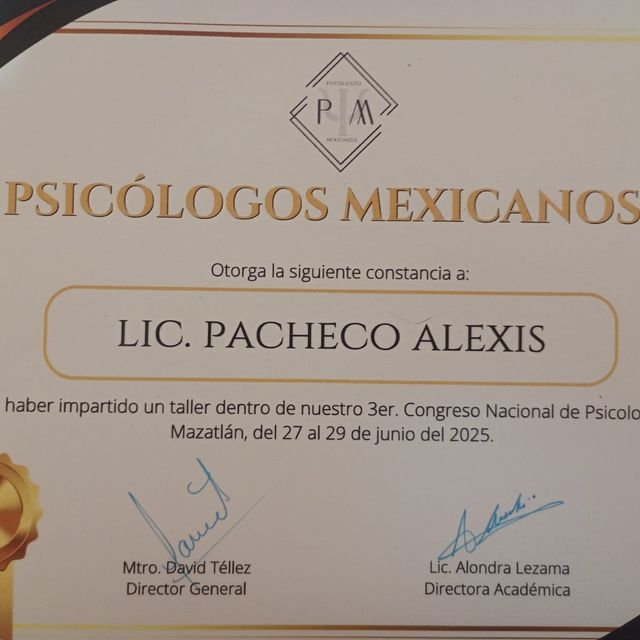 PSICÓLOGOS
PM
MEXICANOS
PSICÓLOGOS MEXICANOS
Otorga la siguiente constancia a:
LIC. PACHECO ALEXIS
haber impartido un taller dentro de nuestro 3er. Congreso Nacional de Psicolo
Mazatlán, del 27 al 29 de junio del 2025.
Mtro. David Téllez
Director General
Lic. Alondra Lezama
Directora Académica